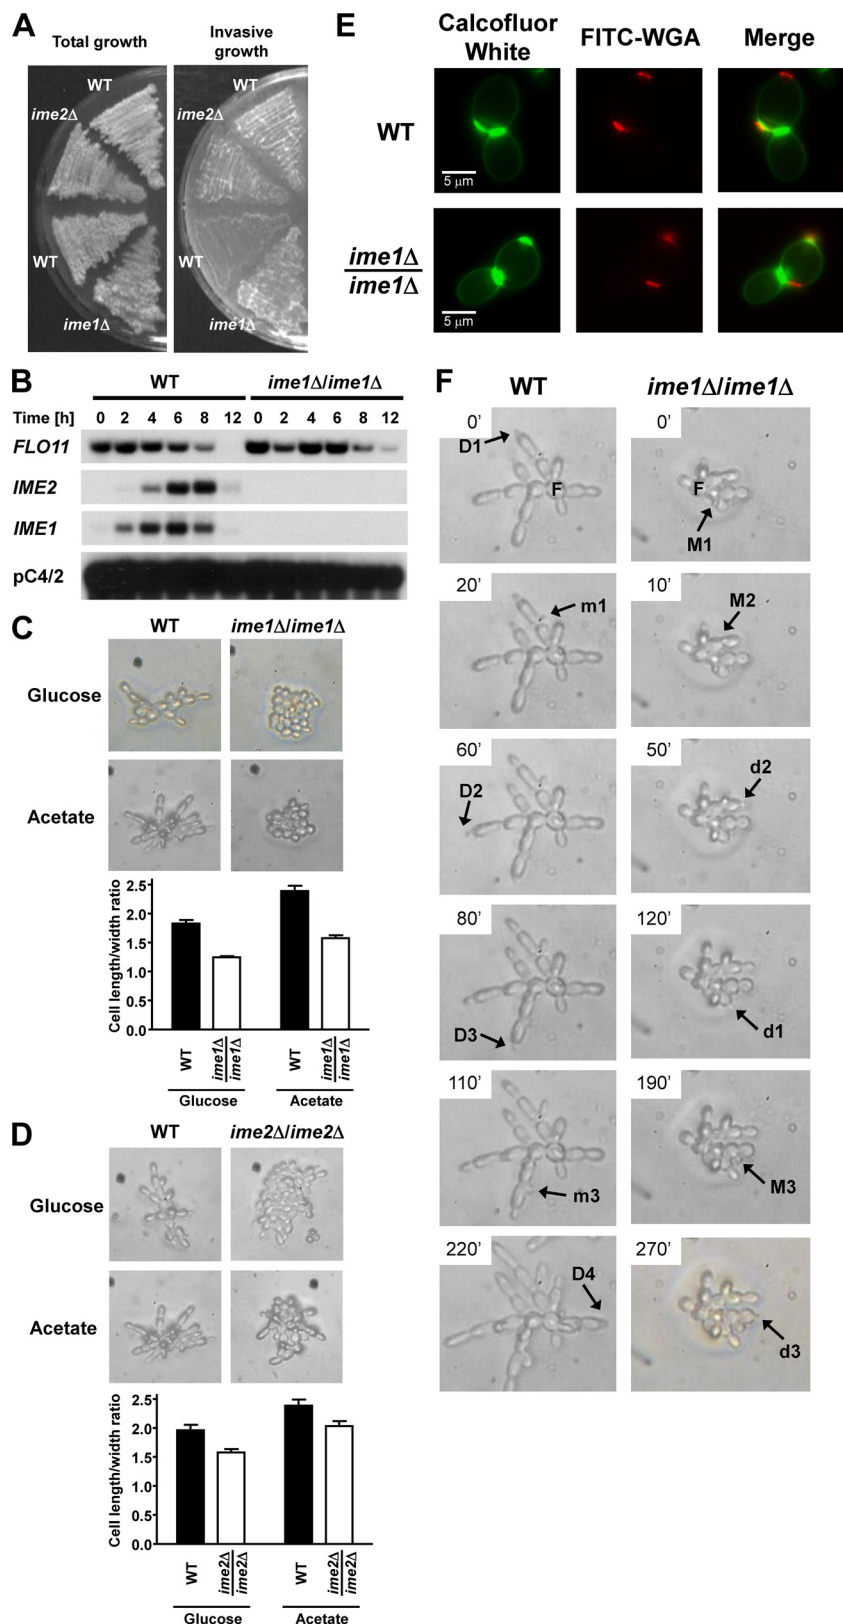 A
Total growth
Invasive growth
WT
ime2Δ
WT
ime1Δ
WT
ime2Δ
WT
ime1Δ
B
WT
ime1Δ/ime1Δ
Time [h] 0 2 4 6 8 12 0 2 4 6 8 12
FLO11
IME2
IME1
pC4/2
C
WT
ime1Δ/ime1Δ
Glucose
Acetate
Cell length/width ratio
2.5
2.0
1.5
1.0
0.5
0.0
WT
ime1Δ
ime1Δ
WT
ime1Δ
ime1Δ
Glucose
Acetate
D
WT
ime2Δ/ime2Δ
Glucose
Acetate
Cell length/width ratio
2.5
2.0
1.5
1.0
0.5
0.0
WT
ime2Δ
ime2Δ
WT
ime2Δ
ime2Δ
Glucose
Acetate
E
Calcofluor White
FITC-WGA
Merge
WT
5 µm
ime1Δ
ime1Δ
5 µm
F
WT
ime1Δ/ime1Δ
0’
D1
F
0’
F
M1
20’
m1
10’
M2
60’
D2
50’
d2
80’
D3
120’
d1
110’
m3
190’
M3
220’
D4
270’
d3